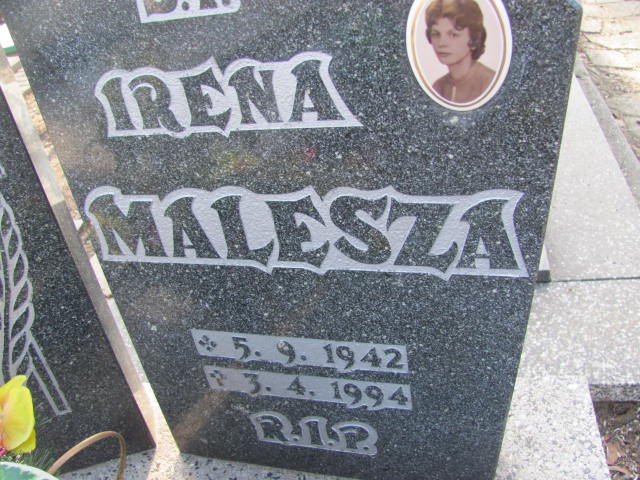 IRENA
MALESZA
* 5. 9. 1942
✝ 3. 4. 1994
R.I.P.